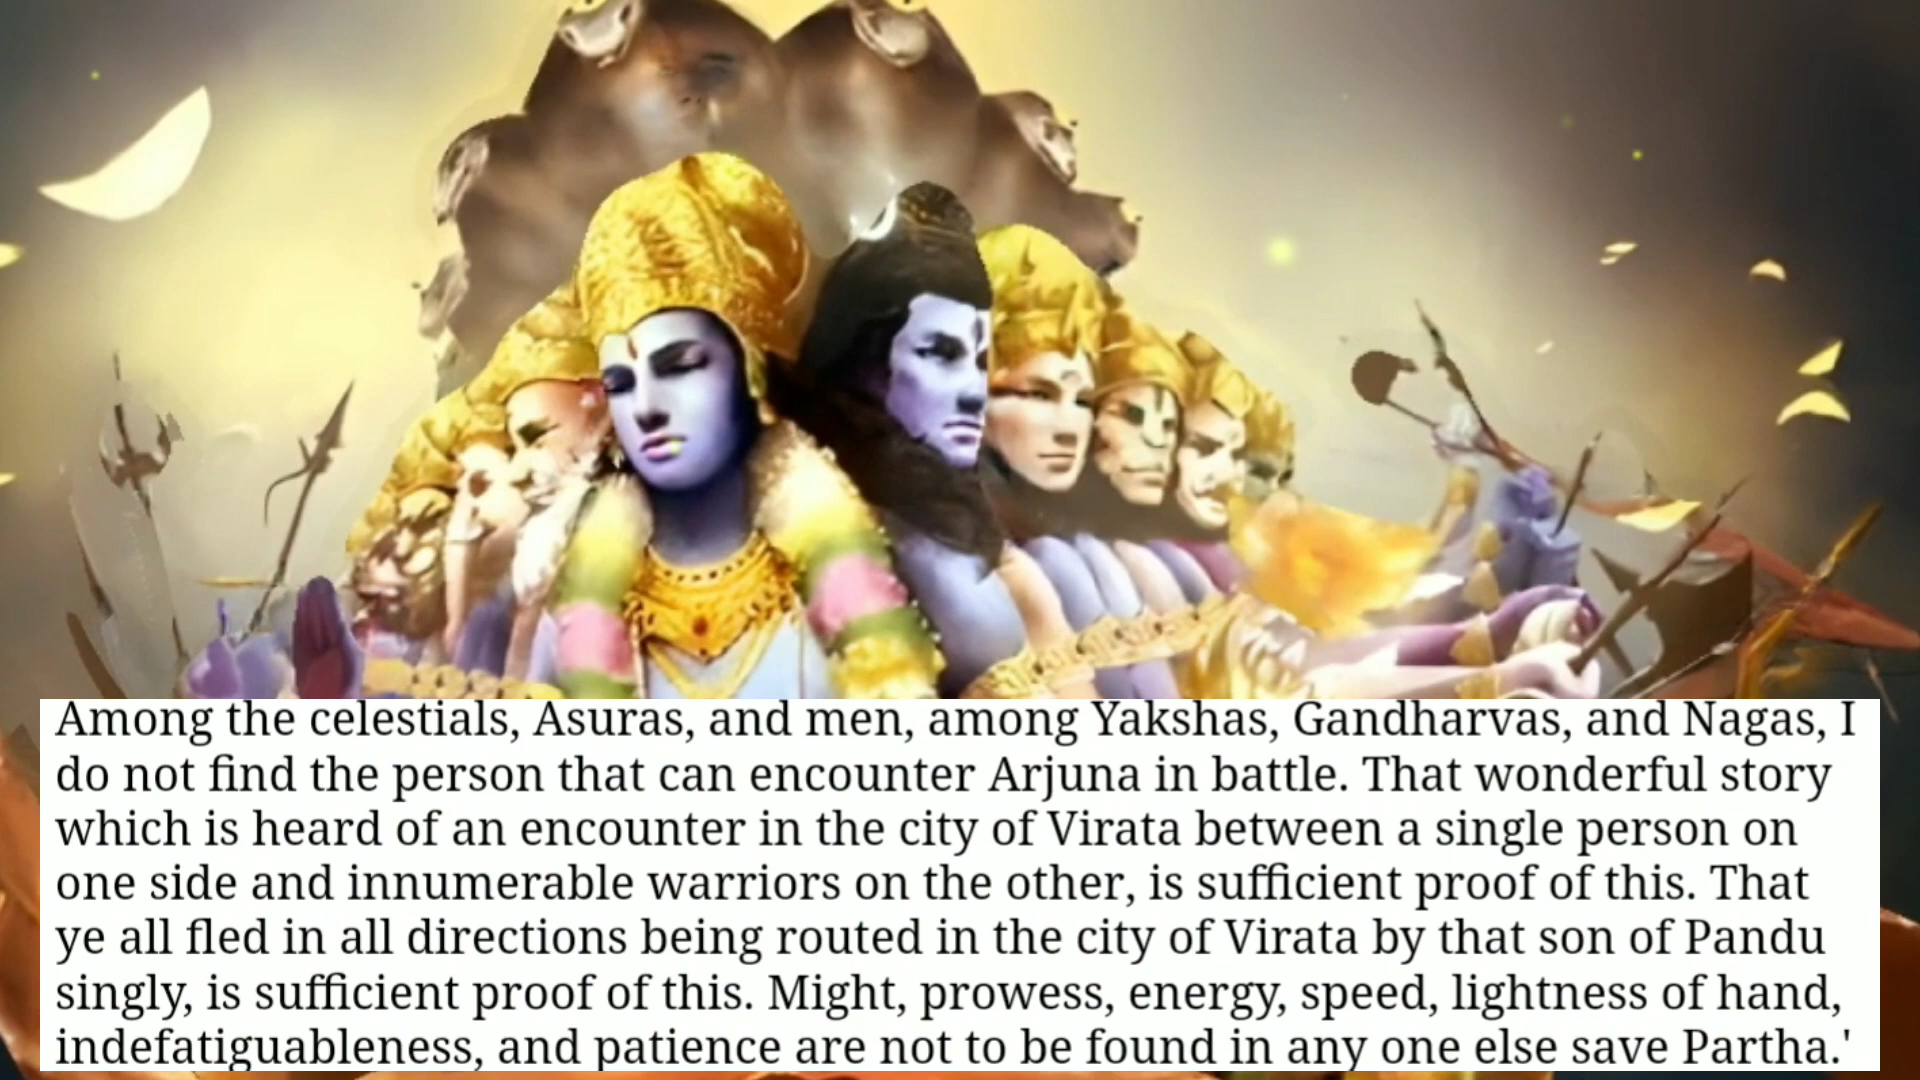 Among the celestials, Asuras, and men, among Yakshas, Gandharvas, and Nagas, I
do not find the person that can encounter Arjuna in battle. That wonderful story
which is heard of an encounter in the city of Virata between a single person on
one side and innumerable warriors on the other, is sufficient proof of this. That
ye all fled in all directions being routed in the city of Virata by that son of Pandu
singly, is sufficient proof of this. Might, prowess, energy, speed, lightness of hand,
indefatiguableness, and patience are not to be found in any one else save Partha.'